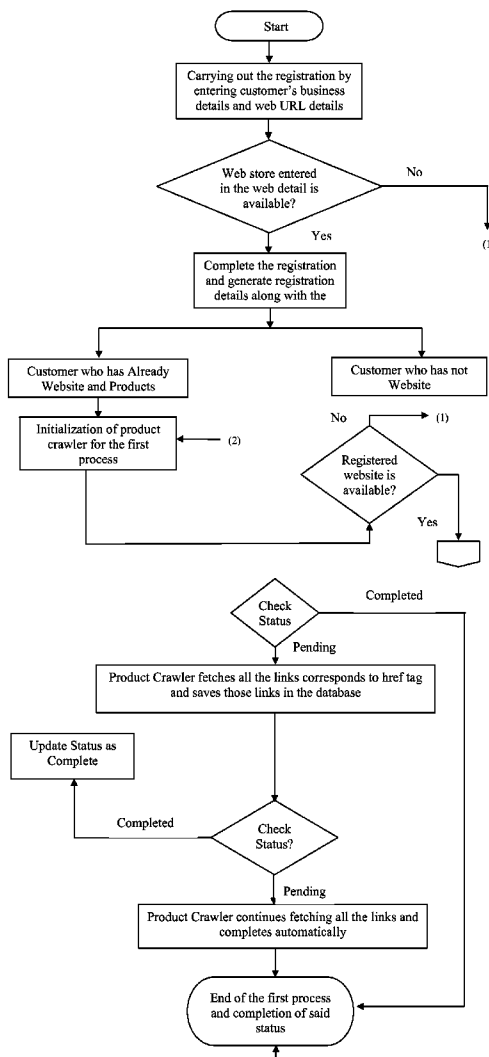 Start
Carrying out the registration by
entering customer's business
details and web URL details
Web store entered
in the web detail is
available?
No
(1
Yes
Complete the registration
and generate registration
details along with the
Customer who has Already
Website and Products
Customer who has not
Website
Initialization of product
crawler for the first
process
(2)
No
(1)
Registered
website is
available?
Yes
Check
Status
Completed
Pending
Product Crawler fetches all the links corresponds to href tag
and saves those links in the database
Update Status as
Complete
Completed
Check
Status?
Pending
Product Crawler continues fetching all the links and
completes automatically
End of the first process
and completion of said
status